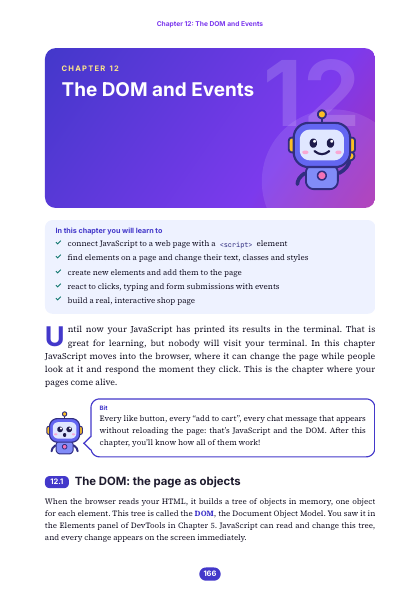 Chapter 12: The DOM and Events
12
CHAPTER 12
The DOM and Events
In this chapter you will learn to
connect JavaScript to a web page with a <script> element
find elements on a page and change their text, classes and styles
create new elements and add them to the page
react to clicks, typing and form submissions with events
build a real, interactive shop page
Until now your JavaScript has printed its results in the terminal. That is
great for learning, but nobody will visit your terminal. In this chapter
JavaScript moves into the browser, where it can change the page while people
look at it and respond the moment they click. This is the chapter where your
pages come alive.
Bit
Every like button, every “add to cart”, every chat message that appears
without reloading the page: that’s JavaScript and the DOM. After this
chapter, you’ll know how all of them work!
12.1 The DOM: the page as objects
When the browser reads your HTML, it builds a tree of objects in memory, one object
for each element. This tree is called the DOM, the Document Object Model. You saw it in
the Elements panel of DevTools in Chapter 5. JavaScript can read and change this tree,
and every change appears on the screen immediately.
166